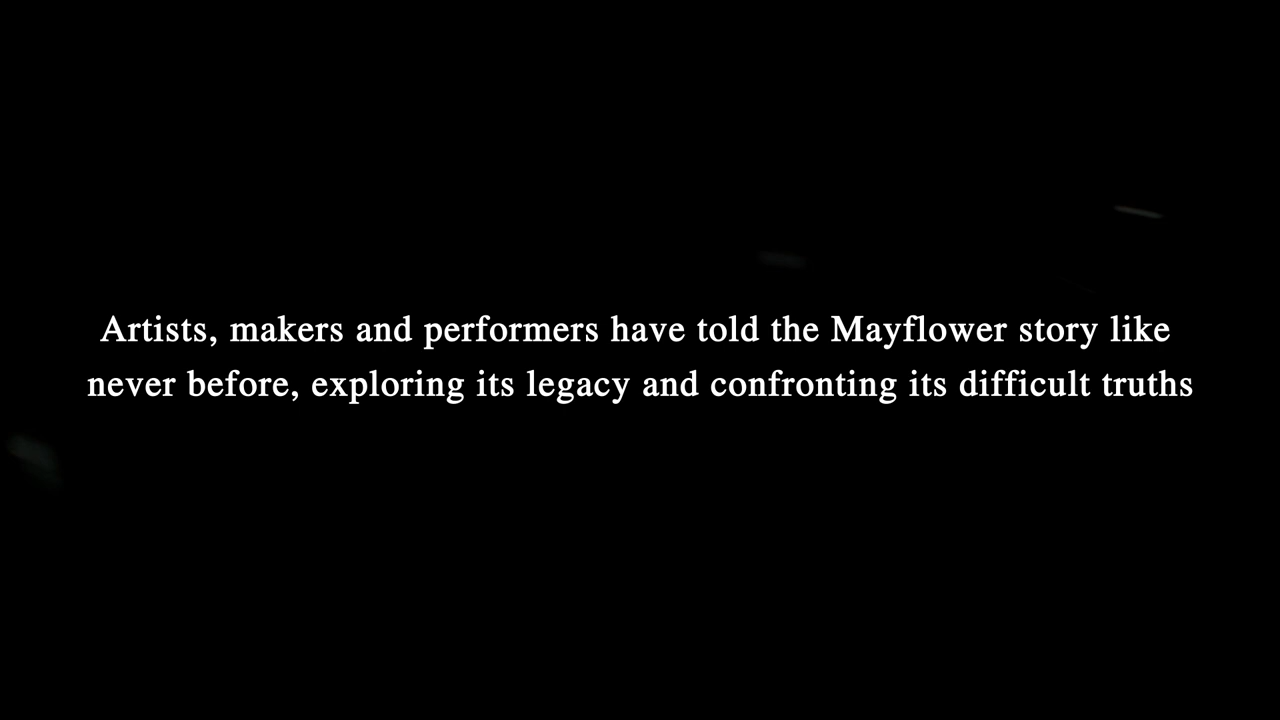 Artists, makers and performers have told the Mayflower story like
never before, exploring its legacy and confronting its difficult truths